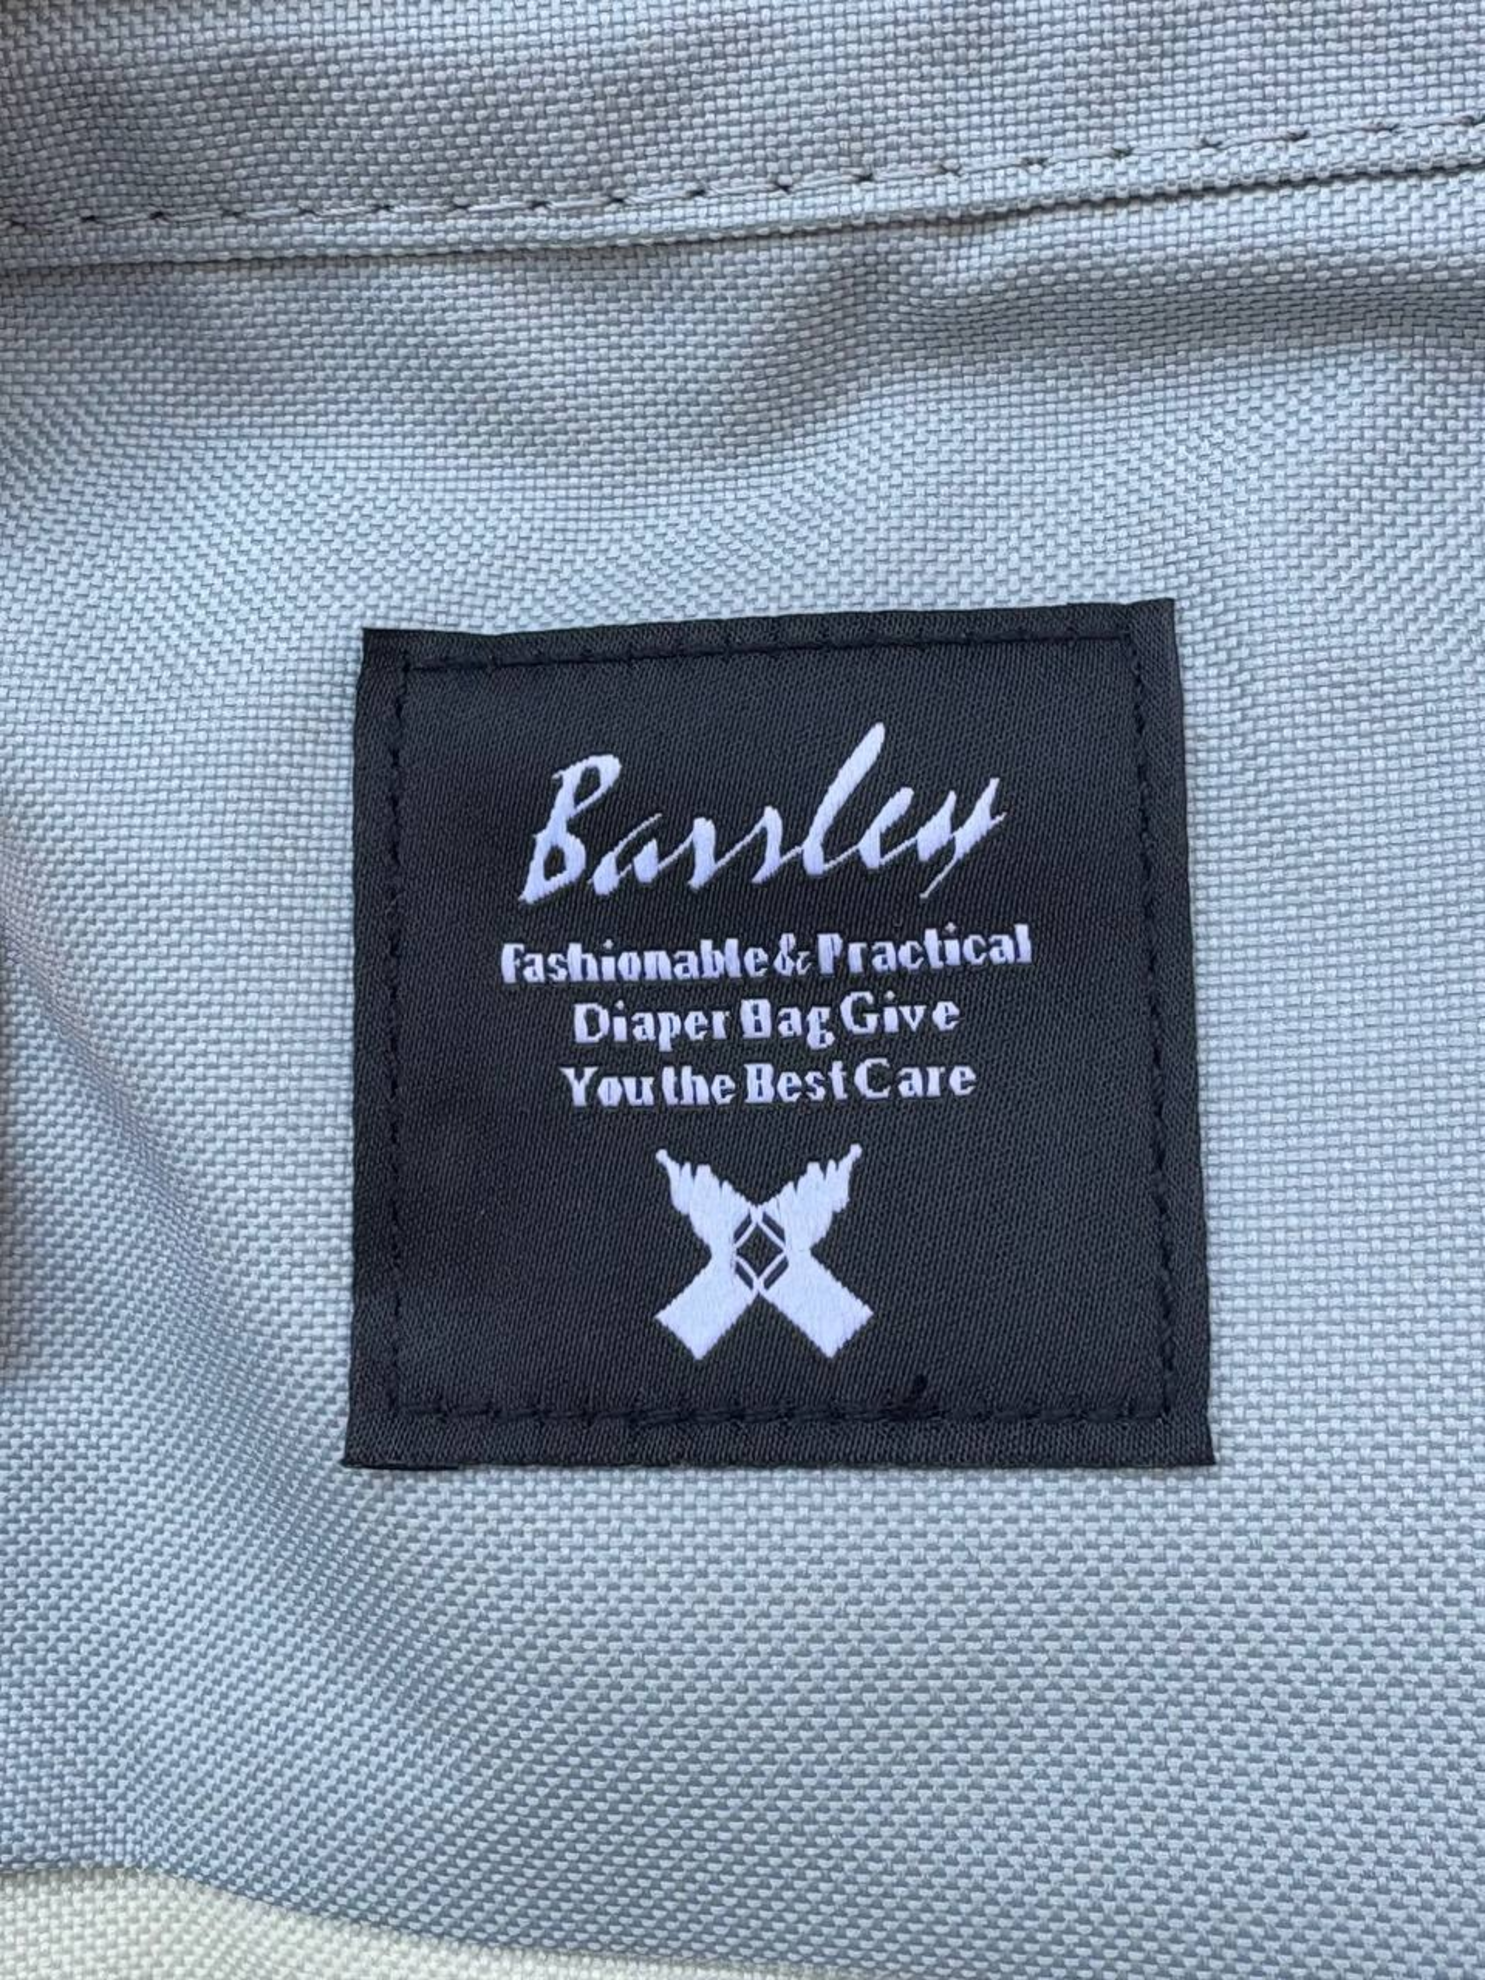 Bassley
Fashionable & Practical
Diaper Bag Give
You the Best Care